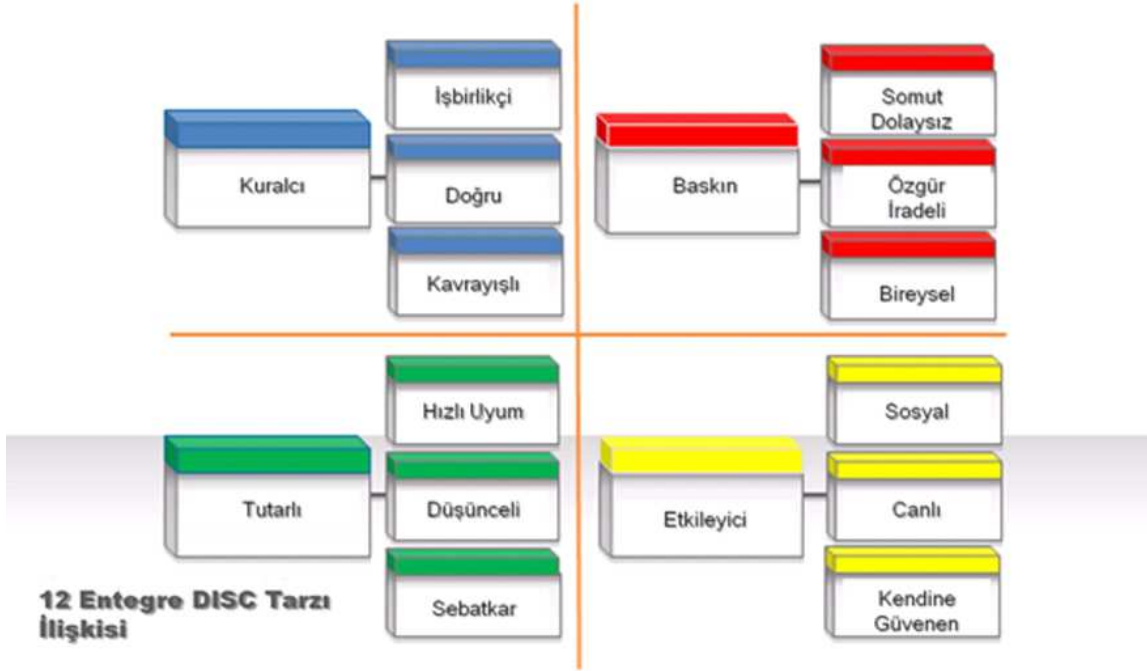 Kuralcı
İşbirlikçi
Doğru
Kavrayışlı
Baskın
Somut
Dolaysız
Özgür
İradeli
Bireysel
Tutarlı
Hızlı Uyum
Düşünceli
Sebatkar
Etkileyici
Sosyal
Canlı
Kendine
Güvenen
12 Entegre DISC Tarzı
İlişkisi